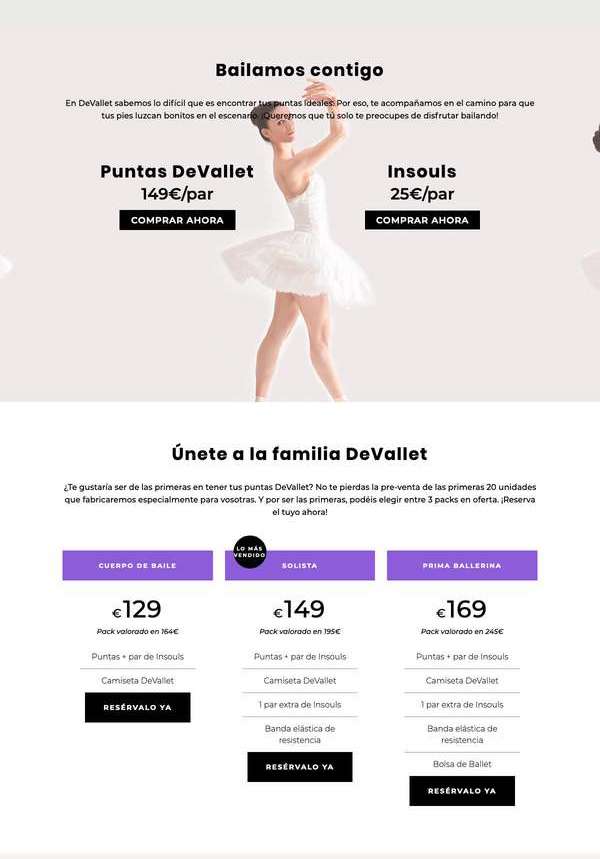 Bailamos contigo
En DeVallet sabemos lo difícil que es encontrar tus puntas ideales. Por eso, te acompañamos en el camino para que
tus pies luzcan bonitos en el escenario. ¡Queremos que tú solo te preocupes de disfrutar bailando!
Puntas DeVallet
149€/par
COMPRAR AHORA
Insouls
25€/par
COMPRAR AHORA
Únete a la familia DeVallet
¿Te gustaría ser de las primeras en tener tus puntas DeVallet? No te pierdas la pre-venta de las primeras 20 unidades
que fabricaremos especialmente para vosotras. Y por ser las primeras, podéis elegir entre 3 packs en oferta. ¡Reserva
el tuyo ahora!
CUERPO DE BAILE
€129
Pack valorado en 164€
Puntas + par de Insouls
Camiseta DeVallet
RESÉRVALO YA
LO MÁS
VENDIDO
SOLISTA
€149
Pack valorado en 195€
Puntas + par de Insouls
Camiseta DeVallet
1 par extra de Insouls
Banda elástica de
resistencia
RESÉRVALO YA
PRIMA BALLERINA
€169
Pack valorado en 245€
Puntas + par de Insouls
Camiseta DeVallet
1 par extra de Insouls
Banda elástica de
resistencia
Bolsa de Ballet
RESÉRVALO YA